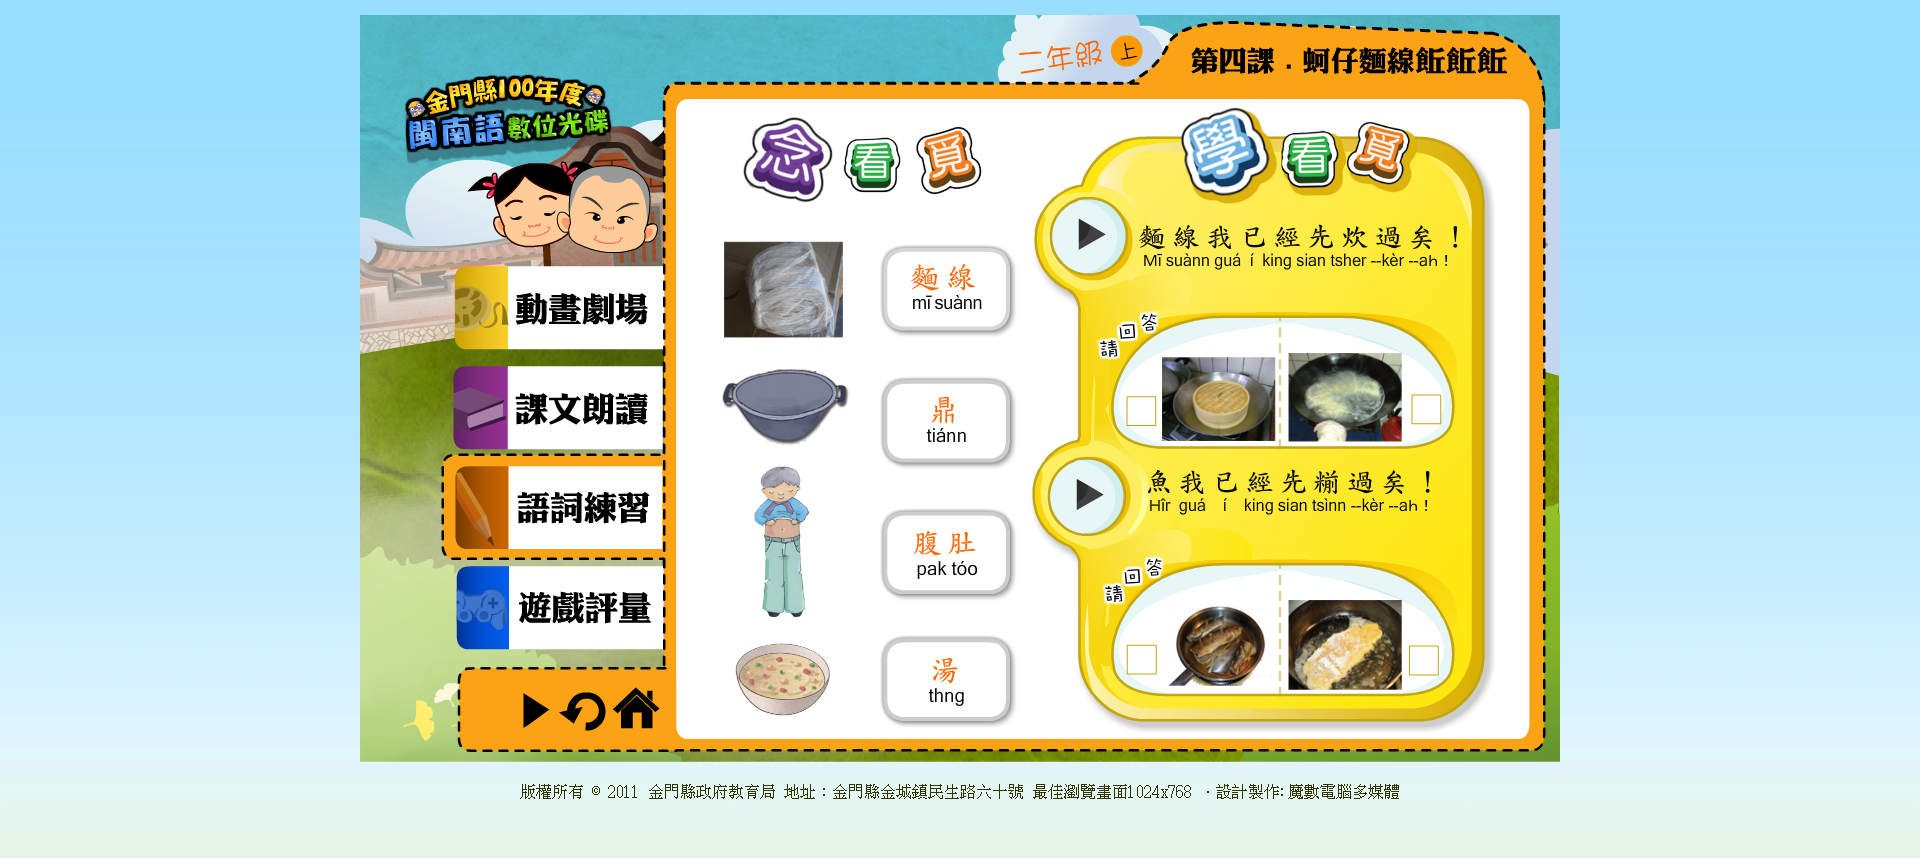 二年級 上
第四課．蚵仔麵線飯飯飯
金門縣100年度
閩南語數位光碟
動畫劇場
課文朗讀
語詞練習
遊戲評量
念看覓
麵線
mī suànn
鼎
tiánn
腹肚
pak tóo
湯
thng
學看覓
麵線我已經先炊過矣！
Mī suànn guá í king sian tsher --kèr --ah !
請回答
魚我已經先糋過矣！
Hîr guá í king sian tsìnn --kèr --ah !
請回答
版權所有 © 2011 金門縣政府教育局 地址：金門縣金城鎮民生路六十號 最佳瀏覽畫面1024x768 ‧設計製作: 魔數電腦多媒體